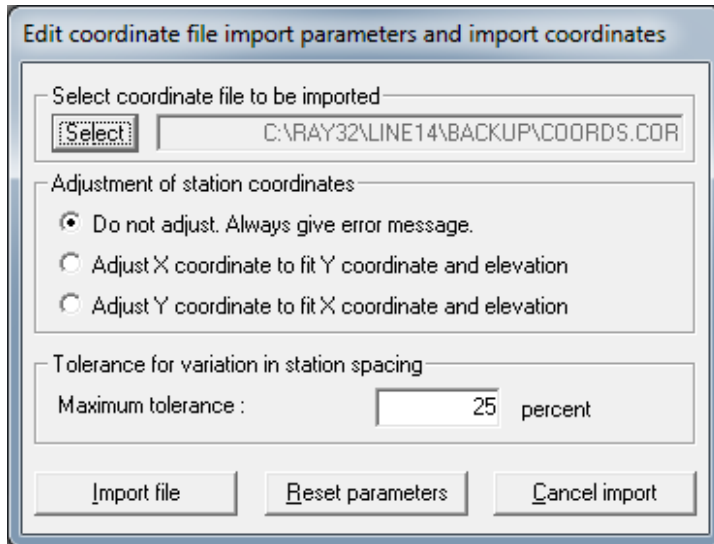 Edit coordinate file import parameters and import coordinates
Select coordinate file to be imported
Select C:\RAY32\LINE14\BACKUP\COORDS.COR
Adjustment of station coordinates
Do not adjust. Always give error message.
Adjust X coordinate to fit Y coordinate and elevation
Adjust Y coordinate to fit X coordinate and elevation
Tolerance for variation in station spacing
Maximum tolerance : 25 percent
Import file Reset parameters Cancel import